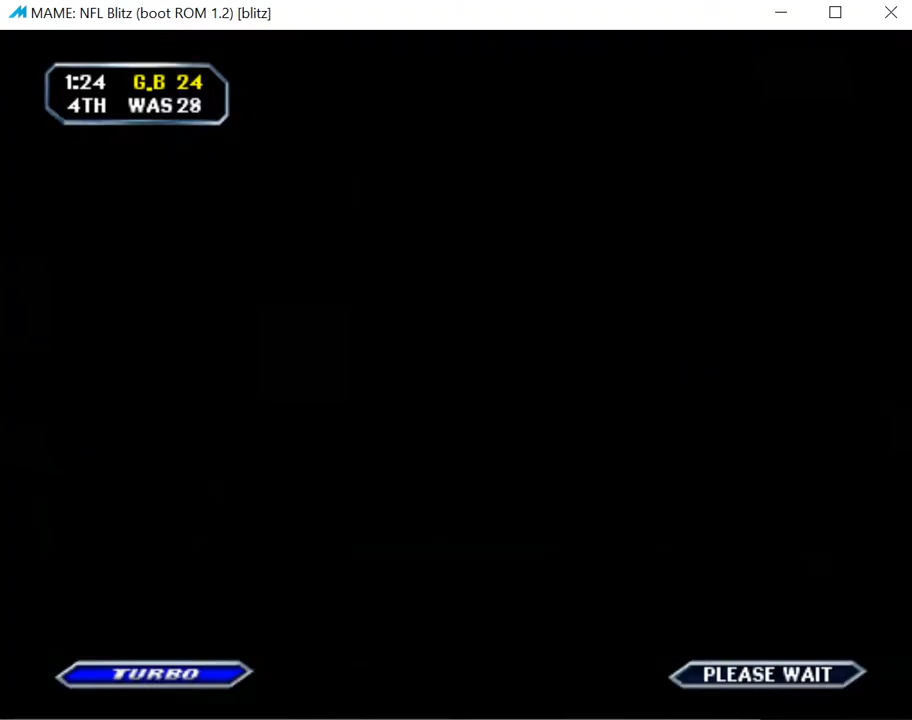 MAME: NFL Blitz (boot ROM 1.2) [blitz]
1:24 G.B 24
4TH WAS 28
TURBO
PLEASE WAIT